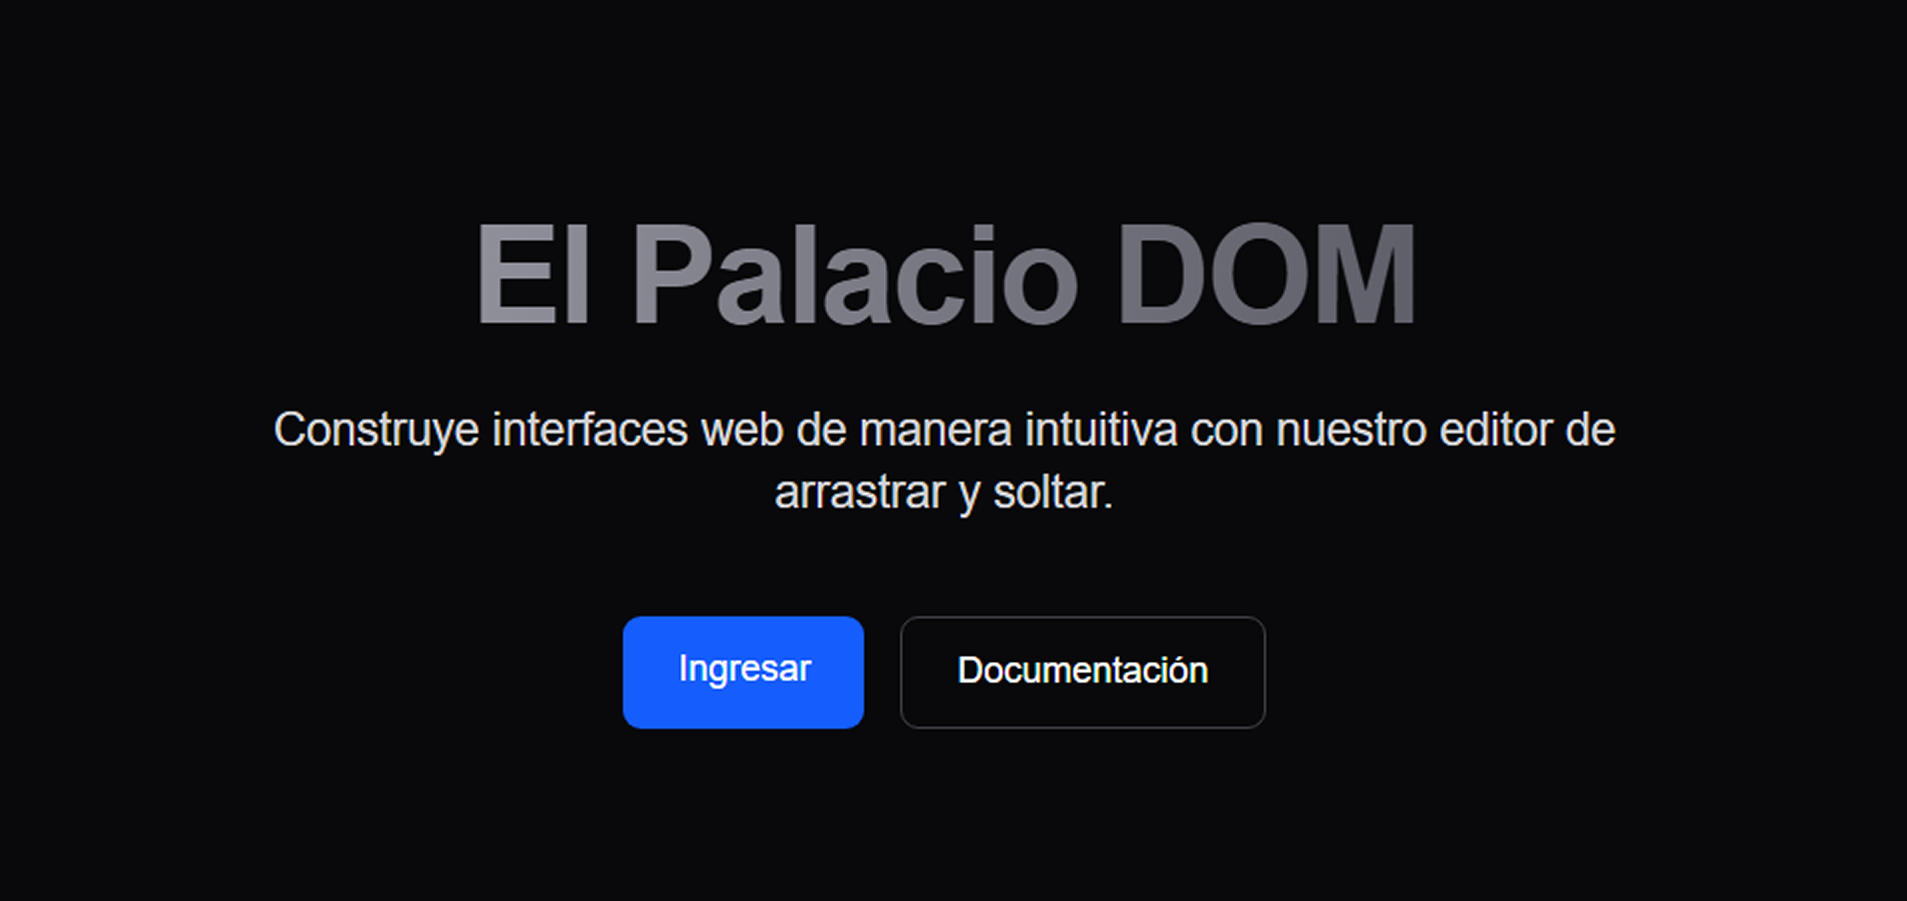 El Palacio DOM
Construye interfaces web de manera intuitiva con nuestro editor de
arrastrar y soltar.
Ingresar
Documentación